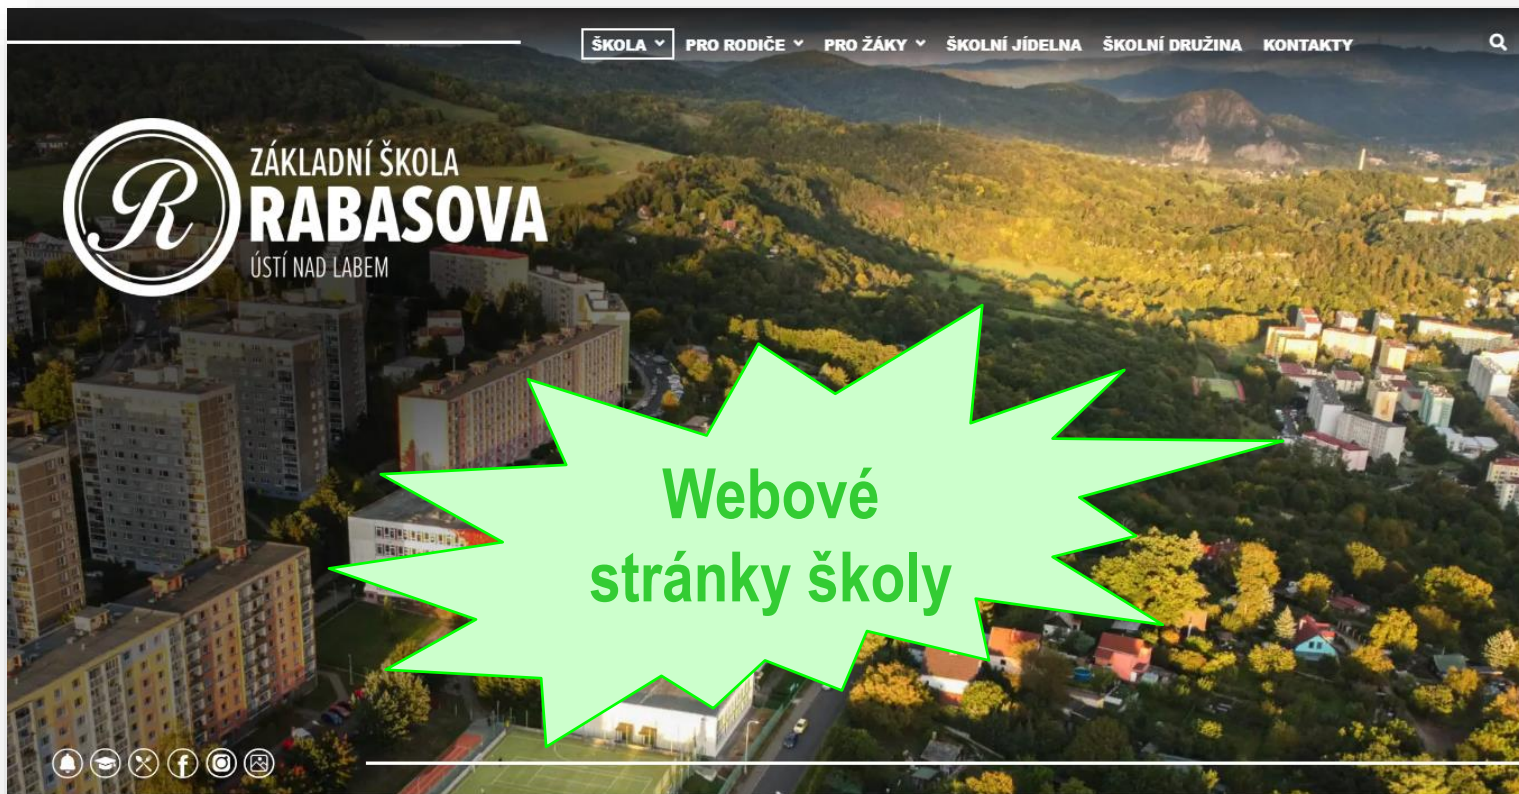 ŠKOLA PRO RODIČE PRO ŽÁKY ŠKOLNÍ JÍDELNA ŠKOLNÍ DRUŽINA KONTAKTY
R
ZÁKLADNÍ ŠKOLA
RABASOVA
ÚSTÍ NAD LABEM
Webové
stránky školy